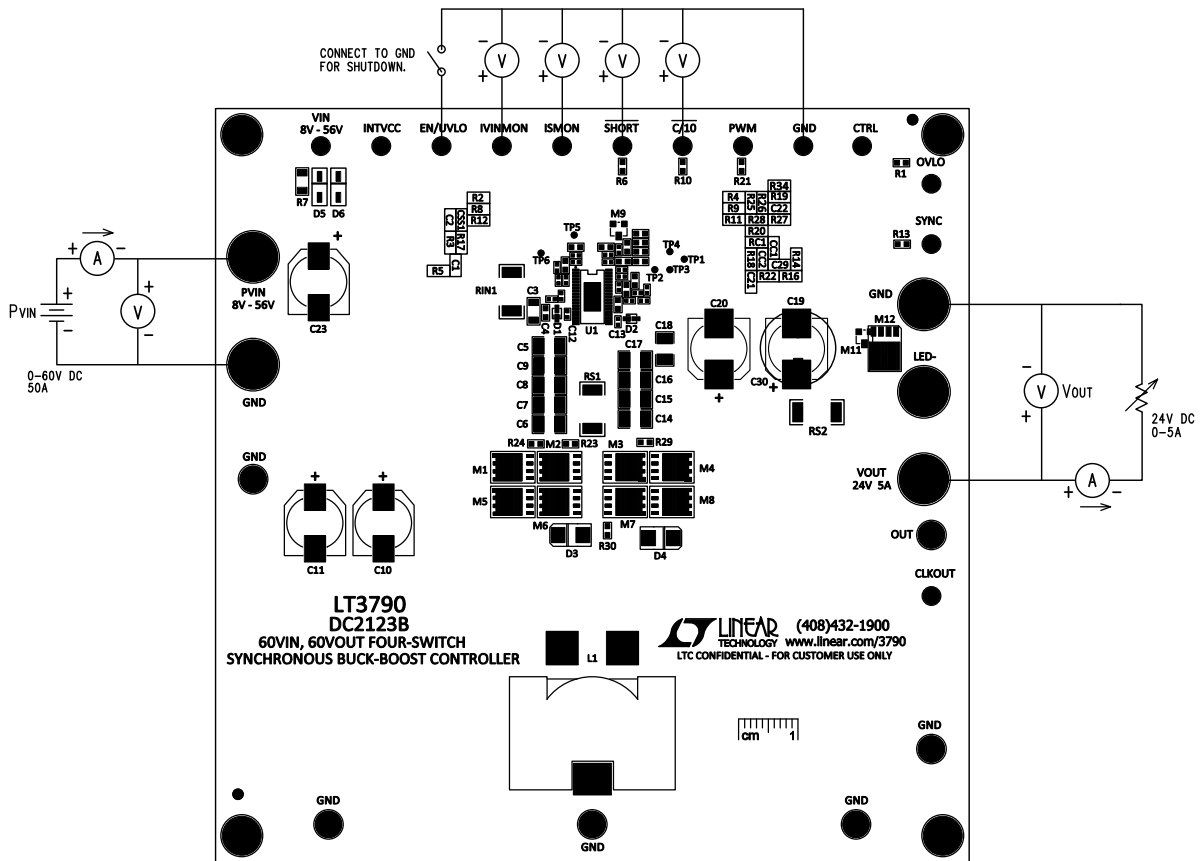 CONNECT TO GND
FOR SHUTDOWN.
- V +
- V +
- V +
- V +
VIN
8V - 56V
INTVCC
EN/UVLO
IVINMON
ISMON
SHORT
C/10
PWM
GND
CTRL
R7
D5
D6
R6
R10
R21
R1
OVLO
SYNC
R13
R2
R8
R12
C2
CSS1
R3
R17
C1
R5
M9
TP5
TP6
TP4
TP1
TP3
TP2
R4
R9
R11
R25
R26
R28
R34
R19
C22
R27
R20
RC1
CC1
R18
CC2
C29
R14
C21
R22
R16
+ A -
PVIN
+
-
+
V
-
0-60V DC
50A
PVIN
8V - 56V
GND
+
C23
RIN1
C3
C4
D1
C12
U1
C13
D2
C18
C20
+
C19
C30
+
M11
M12
GND
LED-
RS2
C5
C9
C8
C7
C6
RS1
C17
C16
C15
C14
-
V
+
VOUT
24V DC
0-5A
R24
M2
R23
M3
R29
M1
M4
M5
M8
M6
M7
D3
R30
D4
VOUT
24V 5A
+ A -
OUT
CLKOUT
GND
+
C11
+
C10
LT3790
DC2123B
60VIN, 60VOUT FOUR-SWITCH
SYNCHRONOUS BUCK-BOOST CONTROLLER
LINEAR
TECHNOLOGY
(408)432-1900
www.linear.com/3790
LTC CONFIDENTIAL - FOR CUSTOMER USE ONLY
L1
cm 1
GND
GND
GND
GND